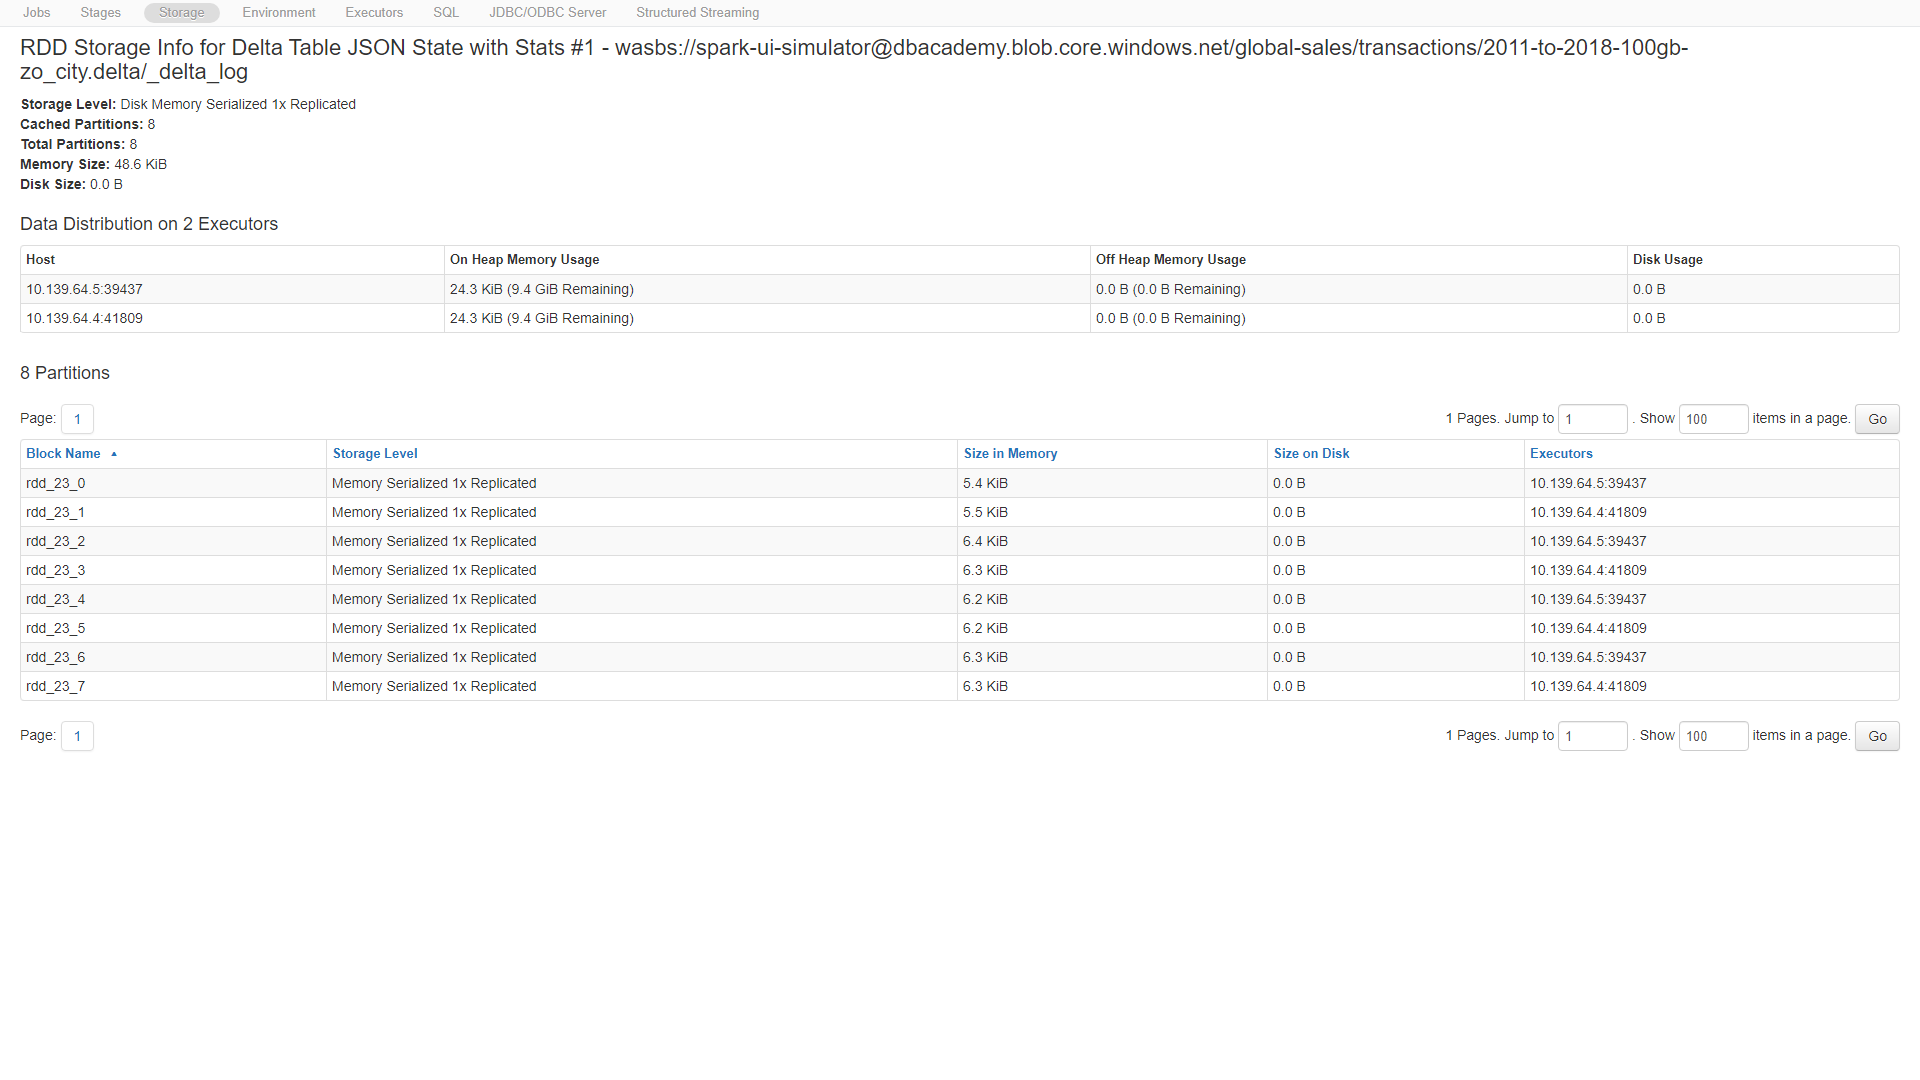 Jobs Stages Storage Environment Executors SQL JDBC/ODBC Server Structured Streaming
RDD Storage Info for Delta Table JSON State with Stats #1 - wasbs://spark-ui-simulator@dbacademy.blob.core.windows.net/global-sales/transactions/2011-to-2018-100gb-
zo_city.delta/_delta_log
Storage Level: Disk Memory Serialized 1x Replicated
Cached Partitions: 8
Total Partitions: 8
Memory Size: 48.6 KiB
Disk Size: 0.0 B
Data Distribution on 2 Executors
Host On Heap Memory Usage Off Heap Memory Usage Disk Usage
10.139.64.5:39437 24.3 KiB (9.4 GiB Remaining) 0.0 B (0.0 B Remaining) 0.0 B
10.139.64.4:41809 24.3 KiB (9.4 GiB Remaining) 0.0 B (0.0 B Remaining) 0.0 B
8 Partitions
Page: 1 1 Pages. Jump to 1 . Show 100 items in a page. Go
Block Name ▴ Storage Level Size in Memory Size on Disk Executors
rdd_23_0 Memory Serialized 1x Replicated 5.4 KiB 0.0 B 10.139.64.5:39437
rdd_23_1 Memory Serialized 1x Replicated 5.5 KiB 0.0 B 10.139.64.4:41809
rdd_23_2 Memory Serialized 1x Replicated 6.4 KiB 0.0 B 10.139.64.5:39437
rdd_23_3 Memory Serialized 1x Replicated 6.3 KiB 0.0 B 10.139.64.4:41809
rdd_23_4 Memory Serialized 1x Replicated 6.2 KiB 0.0 B 10.139.64.5:39437
rdd_23_5 Memory Serialized 1x Replicated 6.2 KiB 0.0 B 10.139.64.4:41809
rdd_23_6 Memory Serialized 1x Replicated 6.3 KiB 0.0 B 10.139.64.5:39437
rdd_23_7 Memory Serialized 1x Replicated 6.3 KiB 0.0 B 10.139.64.4:41809
Page: 1 1 Pages. Jump to 1 . Show 100 items in a page. Go